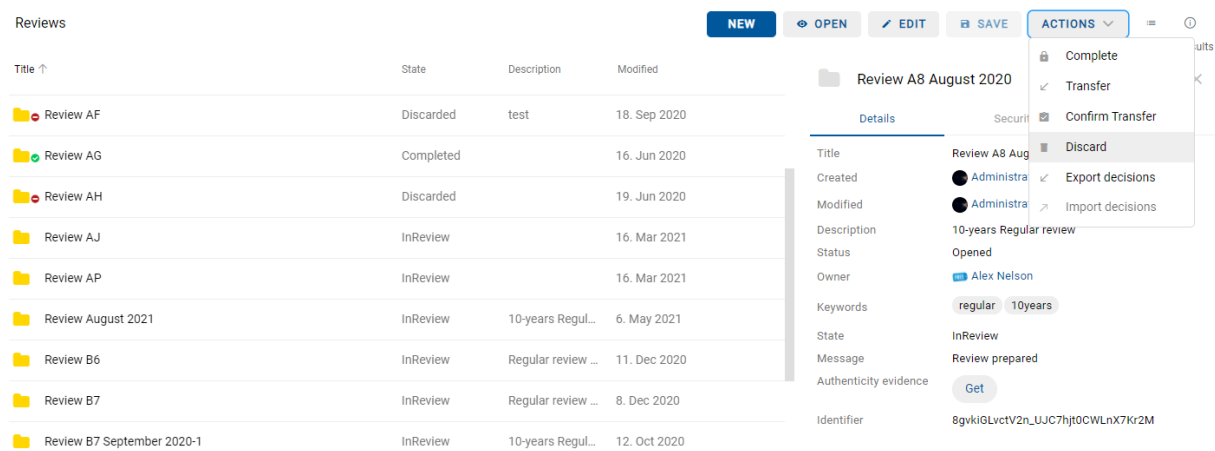 Reviews
NEW
OPEN
EDIT
SAVE
ACTIONS
ults
Title
State
Description
Modified
Review AF
Discarded
test
18. Sep 2020
Review AG
Completed
16. Jun 2020
Review AH
Discarded
19. Jun 2020
Review AJ
InReview
16. Mar 2021
Review AP
InReview
16. Mar 2021
Review August 2021
InReview
10-years Regul...
6. May 2021
Review B6
InReview
Regular review ...
11. Dec 2020
Review B7
InReview
Regular review ...
8. Dec 2020
Review B7 September 2020-1
InReview
10-years Regul...
12. Oct 2020
Review A8 August 2020
Details
Securit
Title
Review A8 Aug
Created
Administra
Modified
Administra
Description
10-years Regular review
Status
Opened
Owner
Alex Nelson
Keywords
regular
10years
State
InReview
Message
Review prepared
Authenticity evidence
Get
Identifier
8gvkiGLvctV2n_UJC7hjt0CWLnX7Kr2M
Complete
Transfer
Confirm Transfer
Discard
Export decisions
Import decisions